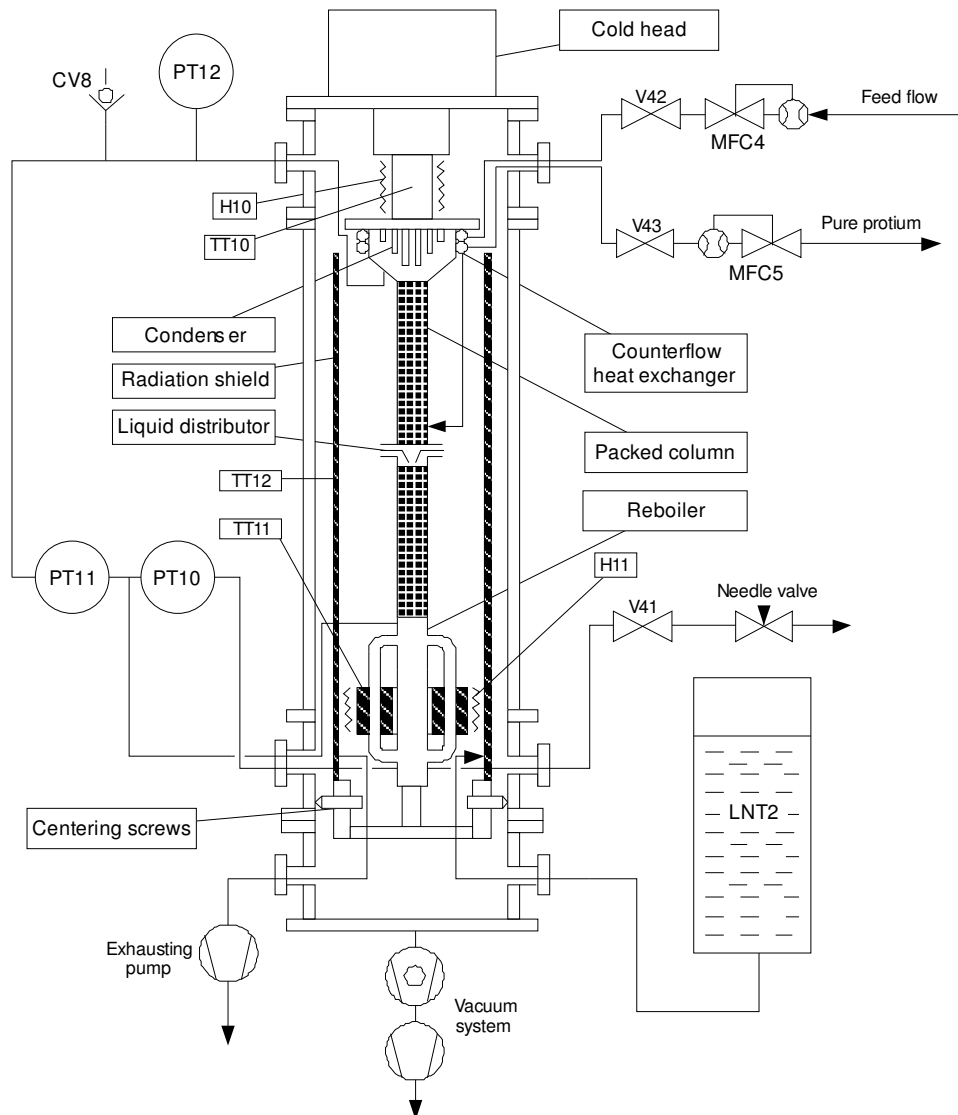 Cold head
CV8
PT12
V42
Feed flow
MFC4
H10
TT10
V43
Pure protium
MFC5
Condenser
Counterflow
heat exchanger
Radiation shield
Liquid distributor
Packed column
TT12
Reboiler
TT11
H11
PT11
PT10
V41
Needle valve
LNT2
Centering screws
Exhausting
pump
Vacuum
system